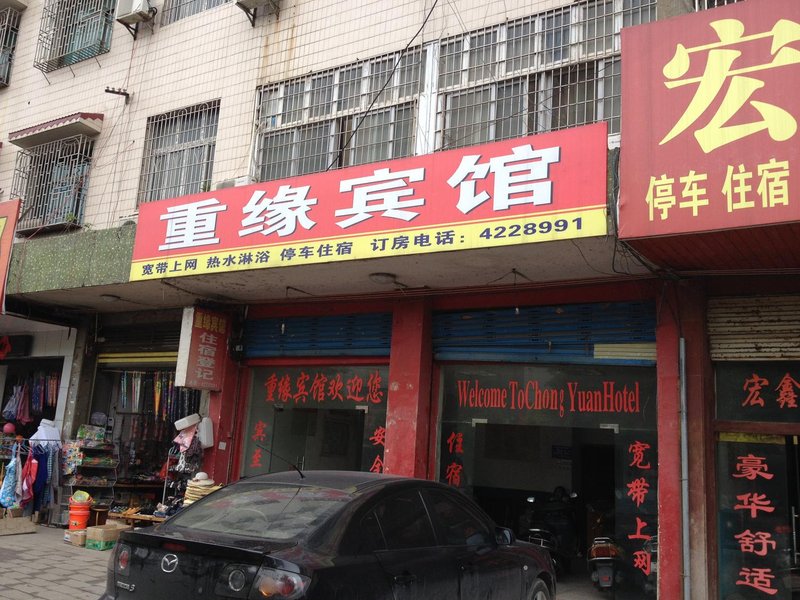 重缘宾馆
宽带上网 热水淋浴 停车住宿 订房电话：4228991
宏
停车 住宿
重缘宾馆
住宿登记
重缘宾馆欢迎您
Welcome ToChong YuanHotel
宾至
安全
住宿
宽带上网
宏鑫
豪华舒适